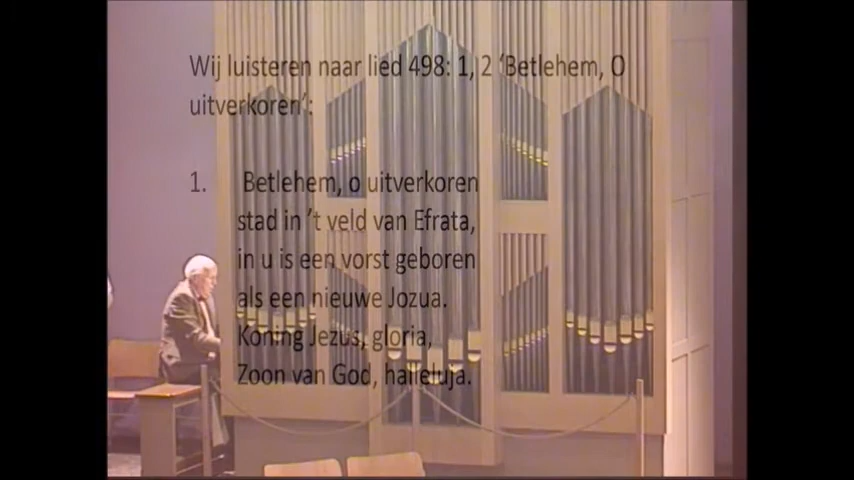 Wij luisteren naar lied 498: 1, 2 ‘Betlehem, O
uitverkoren’:
1. Betlehem, o uitverkoren
stad in ’t veld van Efrata,
in u is een vorst geboren
als een nieuwe Jozua.
Koning Jezus, gloria,
Zoon van God, halleluja.